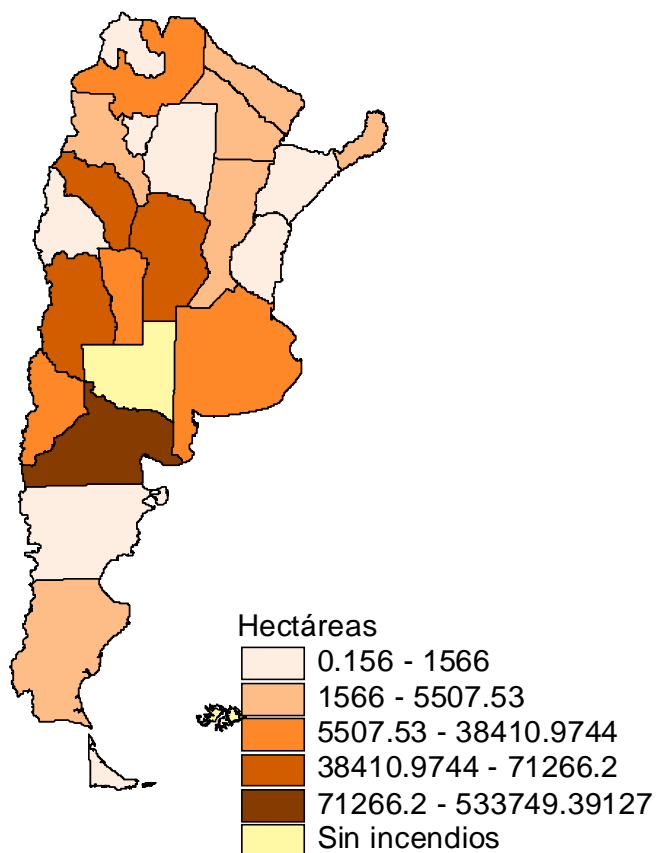 Hectáreas
0.156 - 1566
1566 - 5507.53
5507.53 - 38410.9744
38410.9744 - 71266.2
71266.2 - 533749.39127
Sin incendios